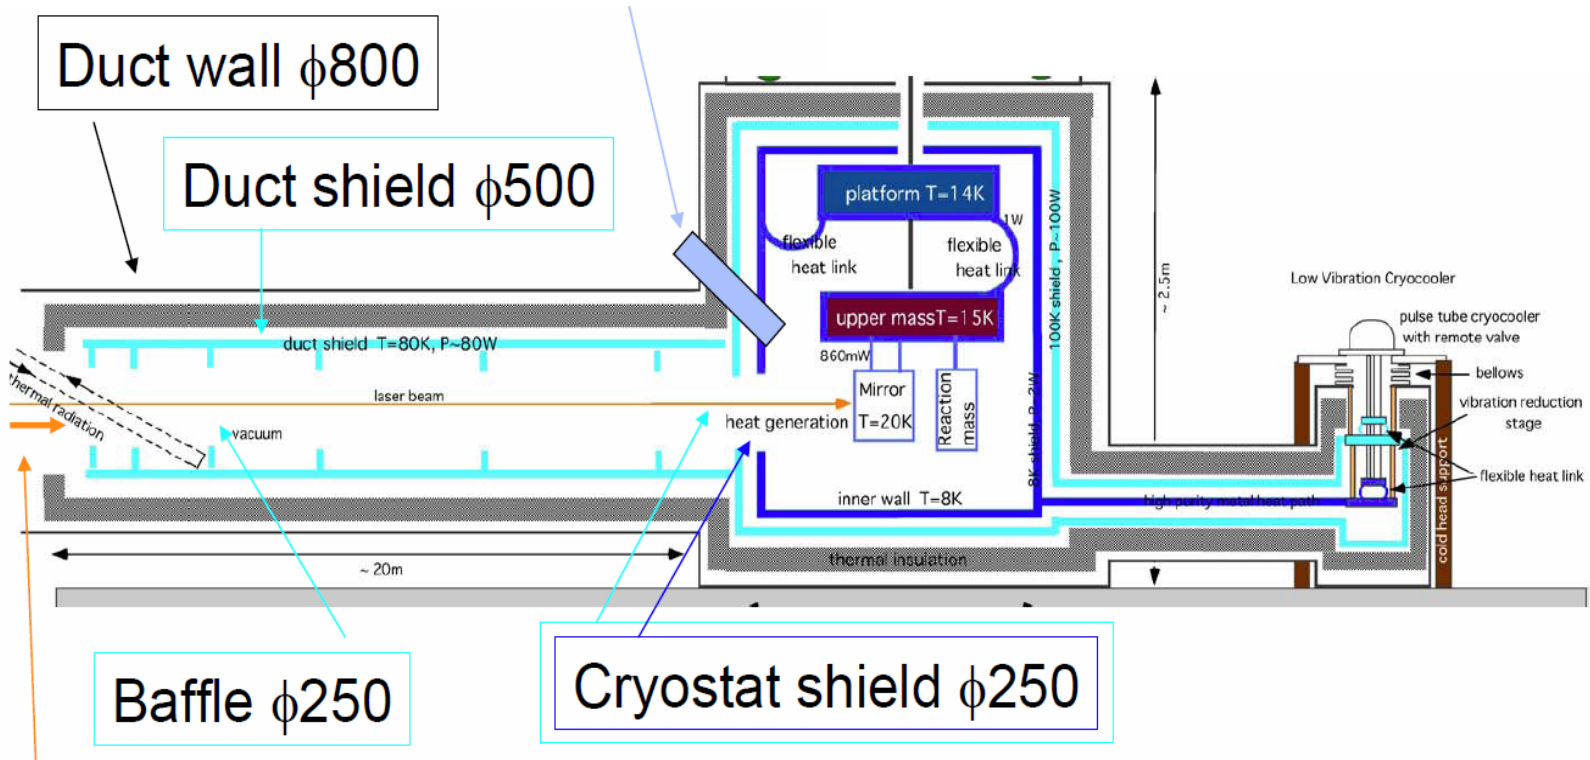 Duct wall ϕ800
Duct shield ϕ500
platform T=14K
1W
flexible
heat link
flexible
heat link
upper massT=15K
860mW
Mirror
T=20K
Reaction
mass
100K shield , P~100W
8K shield, P~2W
~ 2.5m
Low Vibration Cryocooler
pulse tube cryocooler
with remote valve
bellows
vibration reduction
stage
flexible heat link
cold head support
duct shield T=80K, P~80W
thermal radiation
laser beam
vacuum
heat generation
inner wall T=8K
high purity metal heat path
thermal insulation
~ 20m
Baffle ϕ250
Cryostat shield ϕ250